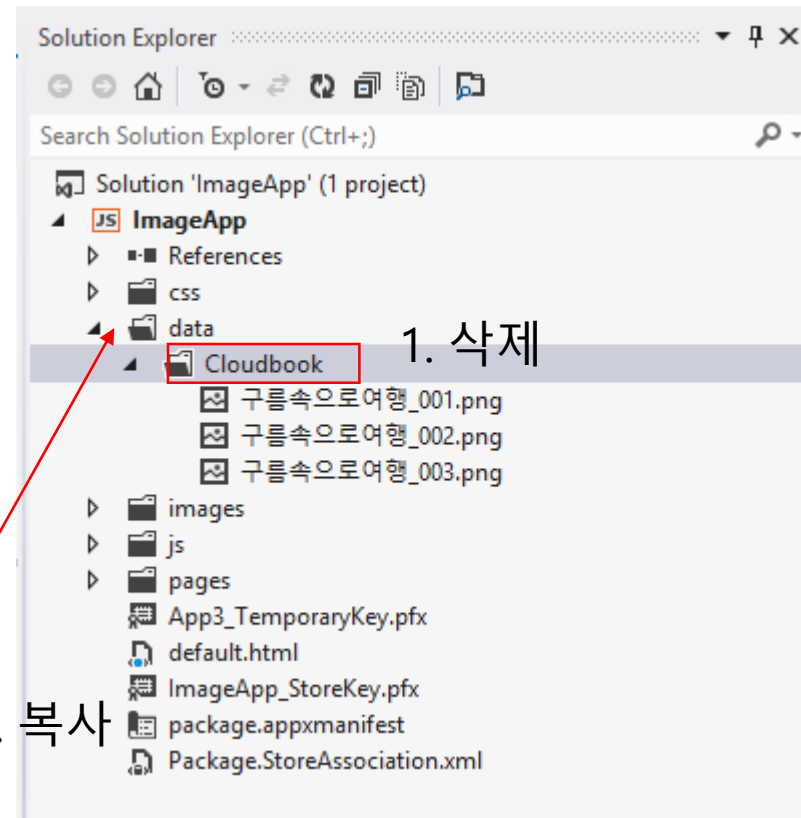 Solution Explorer
Search Solution Explorer (Ctrl+;)
Solution 'ImageApp' (1 project)
JS ImageApp
References
css
data
1. 삭제
Cloudbook
구름속으로여행_001.png
구름속으로여행_002.png
구름속으로여행_003.png
images
js
pages
App3_TemporaryKey.pfx
default.html
ImageApp_StoreKey.pfx
. 복사
package.appxmanifest
Package.StoreAssociation.xml